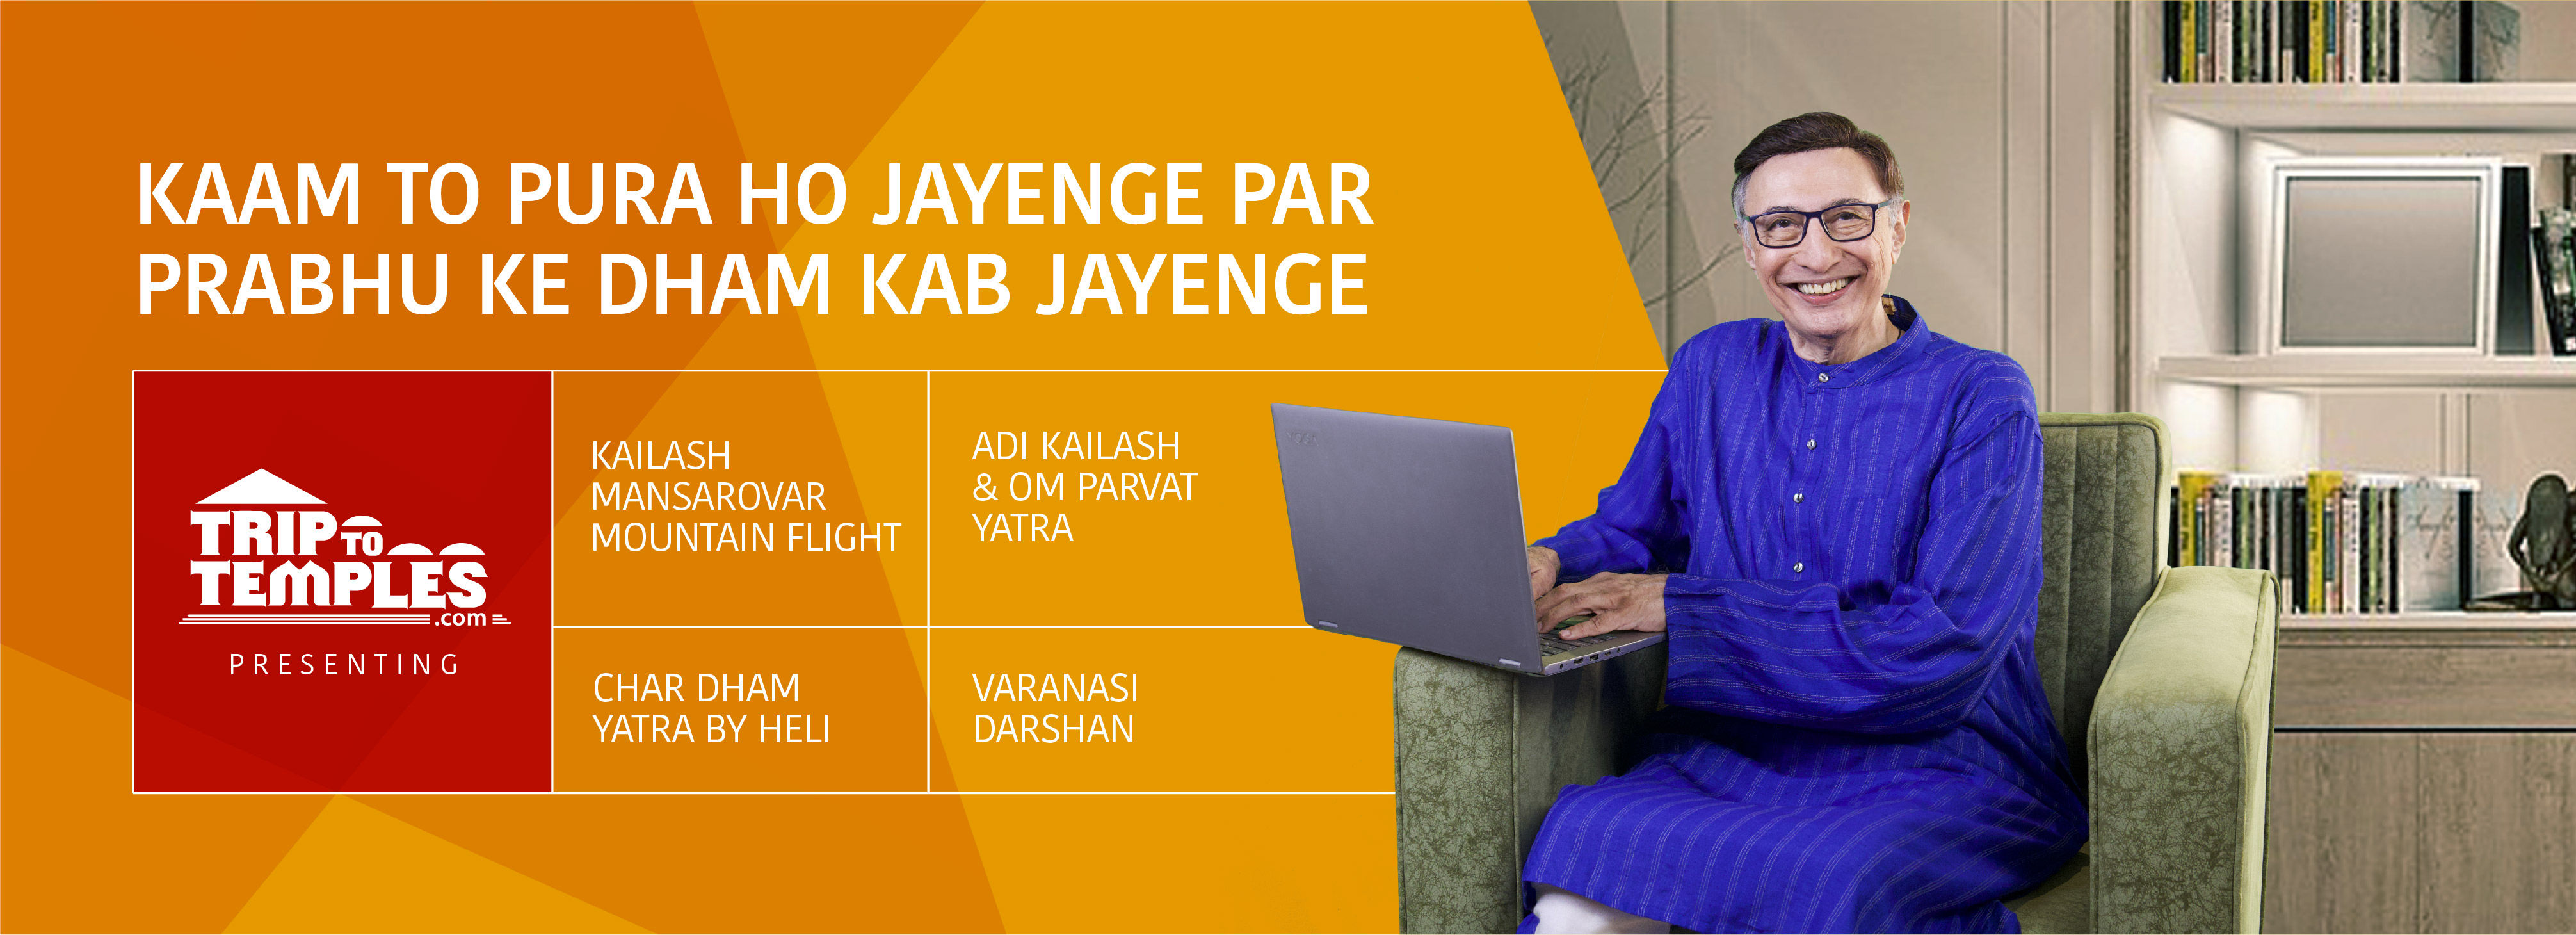 KAAM TO PURA HO JAYENGE PAR
PRABHU KE DHAM KAB JAYENGE
TRIP TO
TEMPLES
.com
PRESENTING
KAILASH
MANSAROVAR
MOUNTAIN FLIGHT
ADI KAILASH
& OM PARVAT
YATRA
CHAR DHAM
YATRA BY HELI
VARANASI
DARSHAN